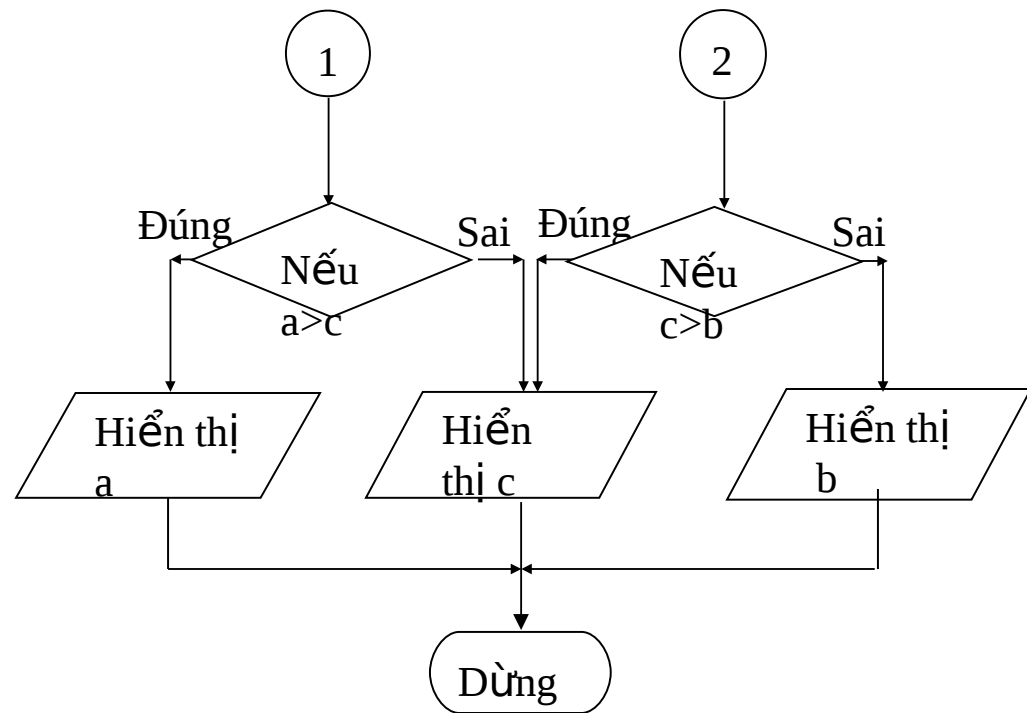 1
2
Đúng
Sai
Đúng
Sai
Nếu
a>c
Nếu
c>b
Hiển thị
a
Hiển
thị c
Hiển thị
b
Dừng